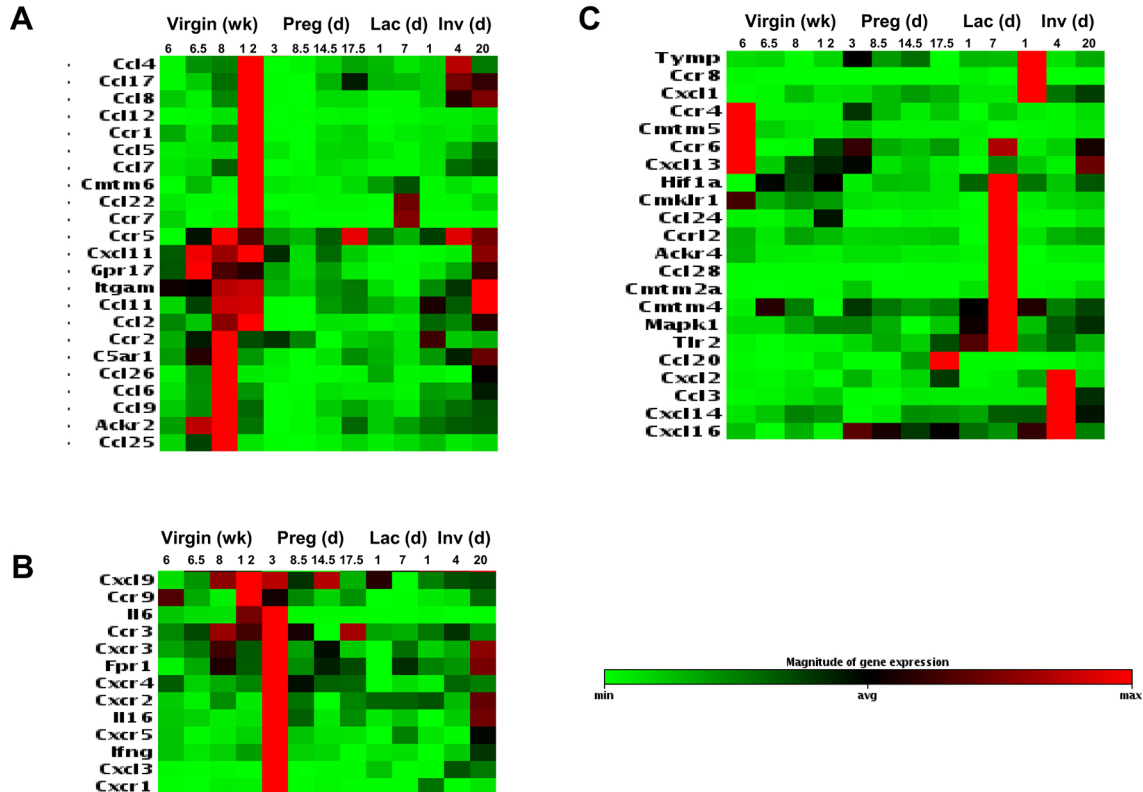 A
Virgin (wk) Preg (d) Lac (d) Inv (d)
6 6.5 8 1 2 3 8.5 14.5 17.5 1 7 1 4 20
Ccl4
Ccl17
Ccl8
Ccl12
Ccr1
Ccl5
Ccl7
Cmtm6
Ccl22
Ccr7
Ccr5
Cxcl11
Gpr17
Itgam
Ccl11
Ccl2
Ccr2
C5ar1
Ccl26
Ccl6
Ccl9
Ackr2
Ccl25
B
Virgin (wk) Preg (d) Lac (d) Inv (d)
6 6.5 8 1 2 3 8.5 14.5 17.5 1 7 1 4 20
Cxcl9
Ccr9
Il6
Ccr3
Cxcr3
Fpr1
Cxcr4
Cxcr2
Il16
Cxcr5
Ifng
Cxcl3
Cxcr1
C
Virgin (wk) Preg (d) Lac (d) Inv (d)
6 6.5 8 1 2 3 8.5 14.5 17.5 1 7 1 4 20
Tymp
Ccr8
Cxcl1
Ccr4
Cmtm5
Ccr6
Cxcl13
Hif1a
Cmklr1
Ccl24
Ccrl2
Ackr4
Ccl28
Cmtm2a
Cmtm4
Mapk1
Tlr2
Ccl20
Cxcl2
Ccl3
Cxcl14
Cxcl16
Magnitude of gene expression
min avg max